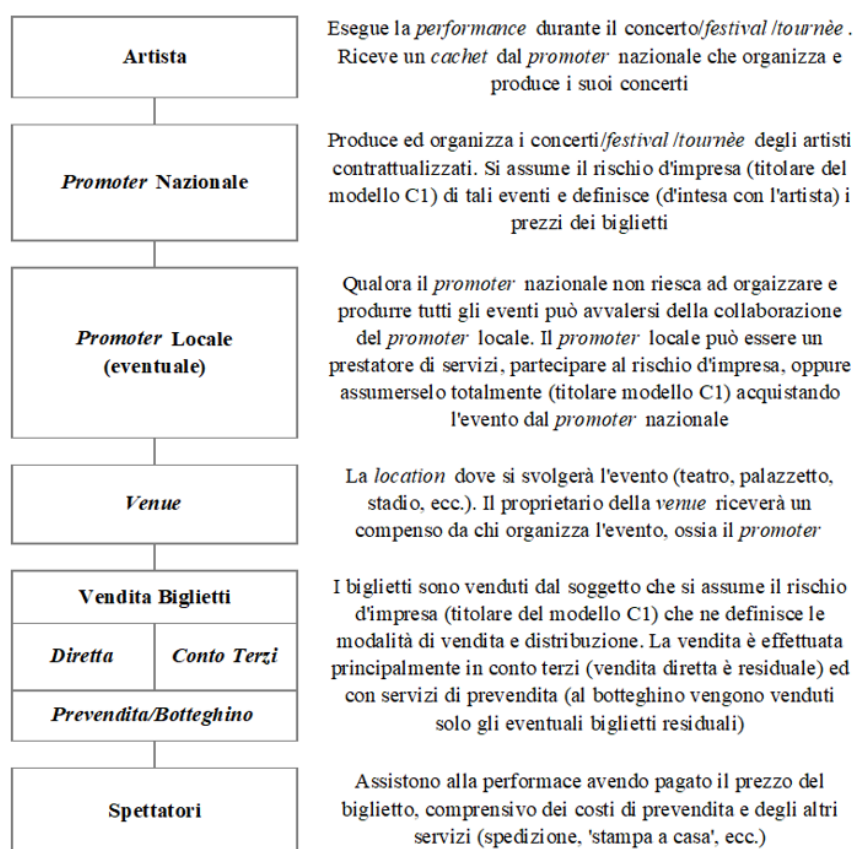 Artista
Esegue la performance durante il concerto/festival/tournèe.
Riceve un cachet dal promoter nazionale che organizza e
produce i suoi concerti
Promoter Nazionale
Produce ed organizza i concerti/festival/tournèe degli artisti
contrattualizzati. Si assume il rischio d'impresa (titolare del
modello C1) di tali eventi e definisce (d'intesa con l'artista) i
prezzi dei biglietti
Promoter Locale
(eventuale)
Qualora il promoter nazionale non riesca ad orgaizzare e
produrre tutti gli eventi può avvalersi della collaborazione
del promoter locale. Il promoter locale può essere un
prestatore di servizi, partecipare al rischio d'impresa, oppure
assumerselo totalmente (titolare modello C1) acquistando
l'evento dal promoter nazionale
Venue
La location dove si svolgerà l'evento (teatro, palazzetto,
stadio, ecc.). Il proprietario della venue riceverà un
compenso da chi organizza l'evento, ossia il promoter
Vendita Biglietti
Diretta
Conto Terzi
Prevendita/Botteghino
I biglietti sono venduti dal soggetto che si assume il rischio
d'impresa (titolare del modello C1) che ne definisce le
modalità di vendita e distribuzione. La vendita è effettuata
principalmente in conto terzi (vendita diretta è residuale) ed
con servizi di prevendita (al botteghino vengono venduti
solo gli eventuali biglietti residuali)
Spettatori
Assistono alla performace avendo pagato il prezzo del
biglietto, comprensivo dei costi di prevendita e degli altri
servizi (spedizione, 'stampa a casa', ecc.)